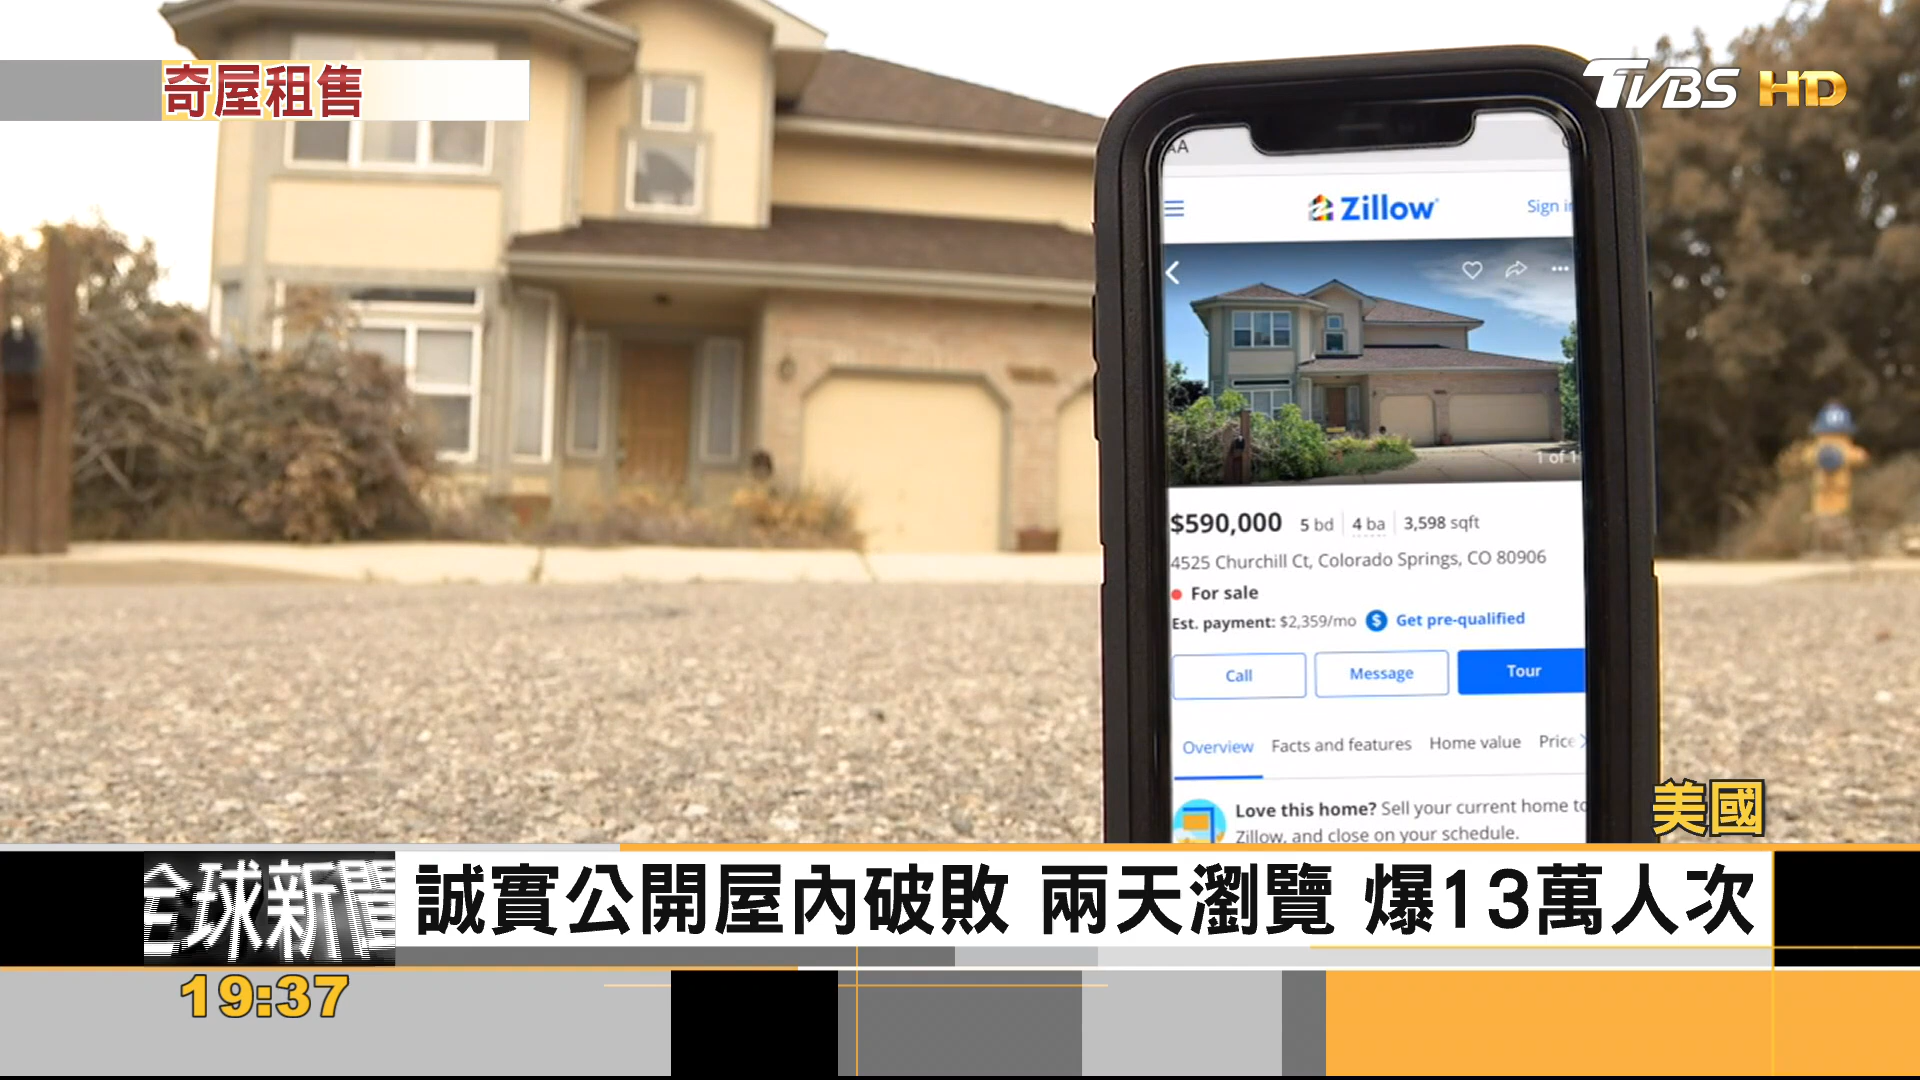 奇屋租售
TVBS HD
AA
Zillow
Sign in
1 of 1
$590,000 5 bd 4 ba 3,598 sqft
4525 Churchill Ct, Colorado Springs, CO 80906
For sale
Est. payment: $2,359/mo $ Get pre-qualified
Call Message Tour
Overview Facts and features Home value Price
Love this home? Sell your current home to
Zillow, and close on your schedule.
美國
全球新聞
誠實公開屋內破敗 兩天瀏覽 爆13萬人次
19:37